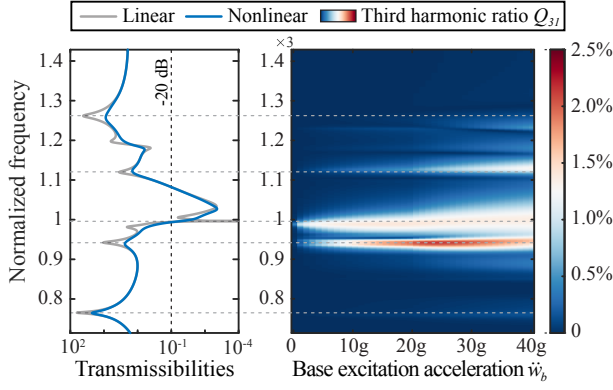 Linear Nonlinear Third harmonic ratio Q31
×3
-20 dB
Normalized frequency
1.4 1.4 2.5%
1.3 1.3 2.0%
1.2 1.2 1.5%
1.1 1.1
1 1 1.0%
0.9 0.9 0.5%
0.8 0.8 0
10² 10⁻¹ 10⁻⁴ 0 10g 20g 30g 40g
Transmissibilities Base excitation acceleration ẅb